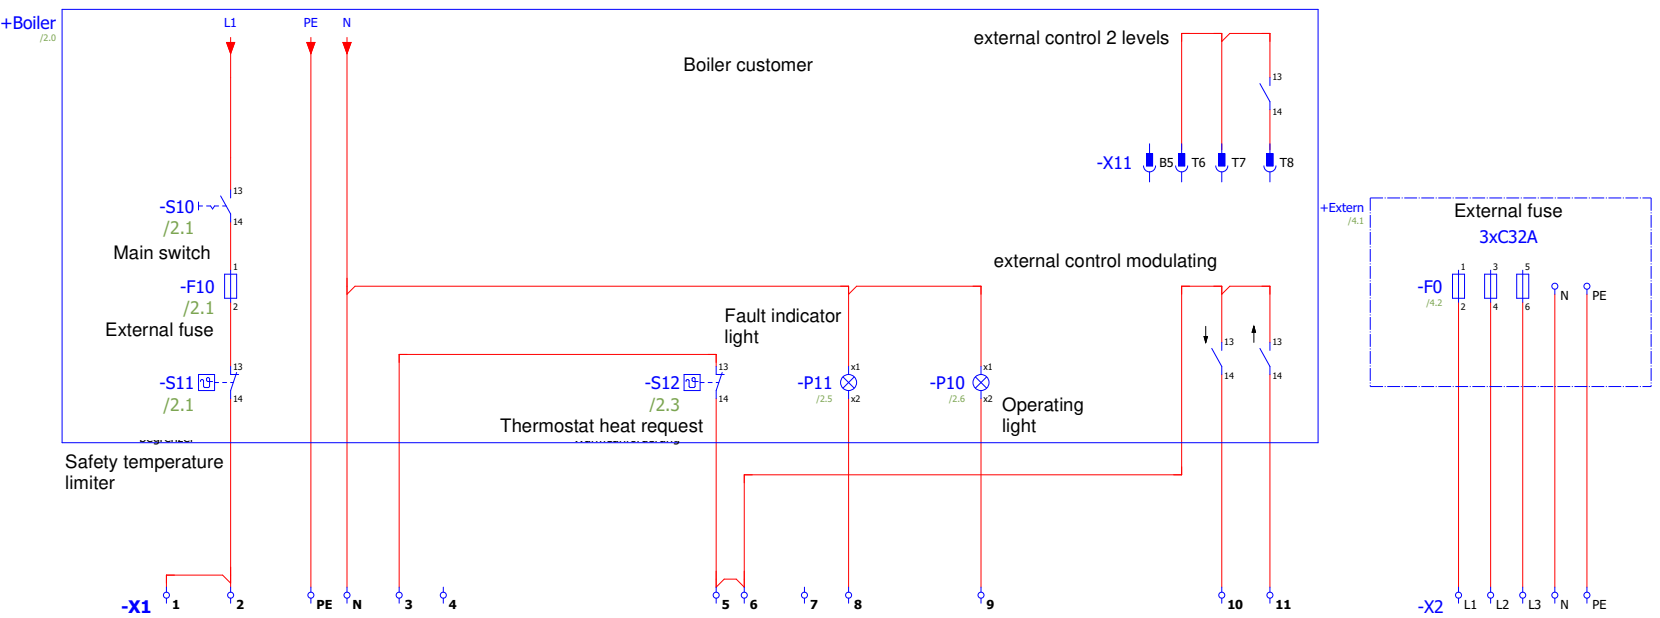 +Boiler
/2.0
L1
PE
N
Boiler customer
external control 2 levels
13
14
-X11
B5
T6
T7
T8
-S10
/2.1
13
14
Main switch
-F10
/2.1
1
2
External fuse
-S11
/2.1
13
14
Safety temperature
limiter
-S12
/2.3
13
14
Thermostat heat request
Fault indicator
light
-P11
/2.5
x1
x2
-P10
/2.6
x1
x2
Operating
light
external control modulating
13
14
13
14
+Extern
/4.1
External fuse
3xC32A
-F0
/4.2
1
2
3
4
5
6
N
PE
-X1
1
2
PE
N
3
4
5
6
7
8
9
10
11
-X2
L1
L2
L3
N
PE